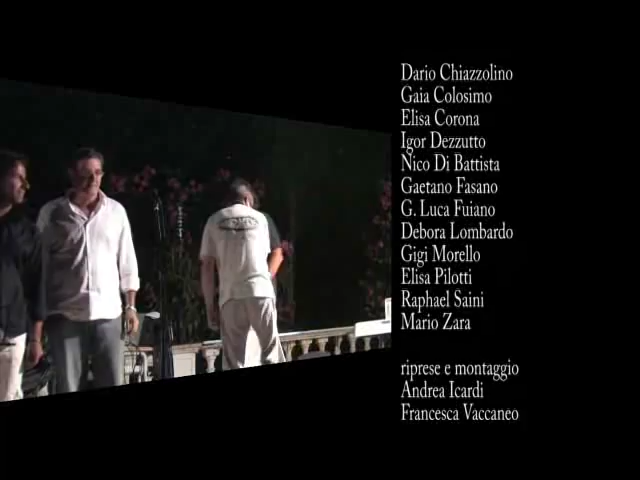 Dario Chiazzolino
Gaia Colosimo
Elisa Corona
Igor Dezzutto
Nico Di Battista
Gaetano Fasano
G. Luca Fuiano
Debora Lombardo
Gigi Morello
Elisa Pilotti
Raphael Saini
Mario Zara
riprese e montaggio
Andrea Icardi
Francesca Vaccaneo